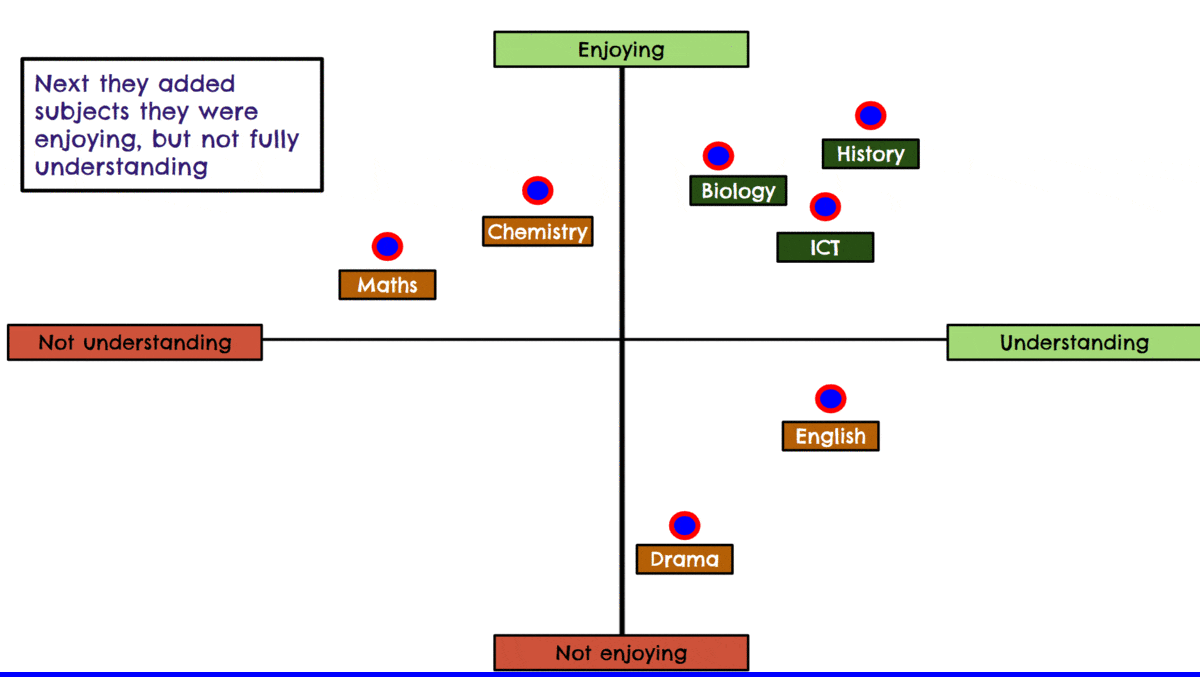 Enjoying
Next they added
subjects they were
enjoying, but not fully
understanding
History
Biology
Chemistry
ICT
Maths
Not understanding
Understanding
English
Drama
Not enjoying